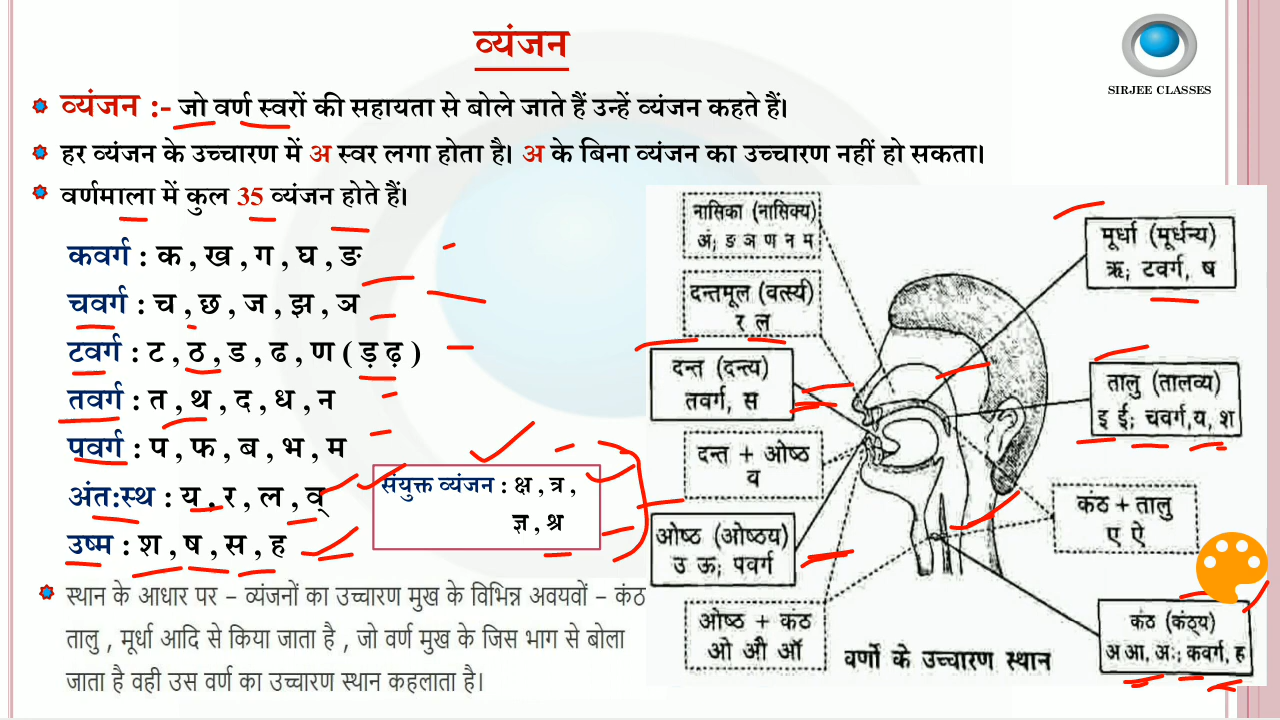 व्यंजन
SIRJEE CLASSES
व्यंजन :- जो वर्ण स्वरों की सहायता से बोले जाते हैं उन्हें व्यंजन कहते हैं।
हर व्यंजन के उच्चारण में अ स्वर लगा होता है। अ के बिना व्यंजन का उच्चारण नहीं हो सकता।
वर्णमाला में कुल 35 व्यंजन होते हैं।
कवर्ग : क , ख , ग , घ , ङ
चवर्ग : च , छ , ज , झ , ञ
टवर्ग : ट , ठ , ड , ढ , ण ( ड़ ढ़ )
तवर्ग : त , थ , द , ध , न
पवर्ग : प , फ , ब , भ , म
अंत:स्थ : य , र , ल , व्
उष्म : श , ष , स , ह
संयुक्त व्यंजन : क्ष , त्र ,
ज्ञ , श्र
स्थान के आधार पर – व्यंजनों का उच्चारण मुख के विभिन्न अवयवों – कंठ
तालु , मूर्धा आदि से किया जाता है , जो वर्ण मुख के जिस भाग से बोला
जाता है वही उस वर्ण का उच्चारण स्थान कहलाता है।
नासिका (नासिक्य)
अं; ङ ञ ण न म
दन्तमूल (वर्त्स्य)
र ल
दन्त (दन्त्य)
तवर्ग, स
दन्त + ओष्ठ
व
ओष्ठ (ओष्ठय)
उ ऊ; पवर्ग
ओष्ठ + कंठ
ओ औ ऑ
मूर्धा (मूर्धन्य)
ऋ; टवर्ग, ष
तालु (तालव्य)
इ ई; चवर्ग,य, श
कंठ + तालु
ए ऐ
कंठ (कंठ्य)
अ आ, अः; कवर्ग, ह
वर्णो के उच्चारण स्थान